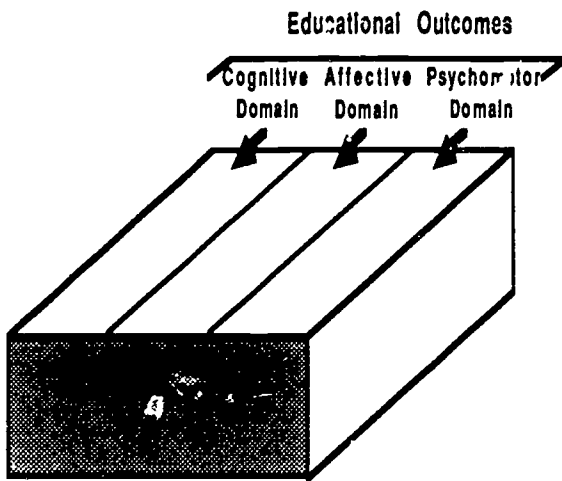 Educational Outcomes
Cognitive Affective Psychomotor
Domain Domain Domain